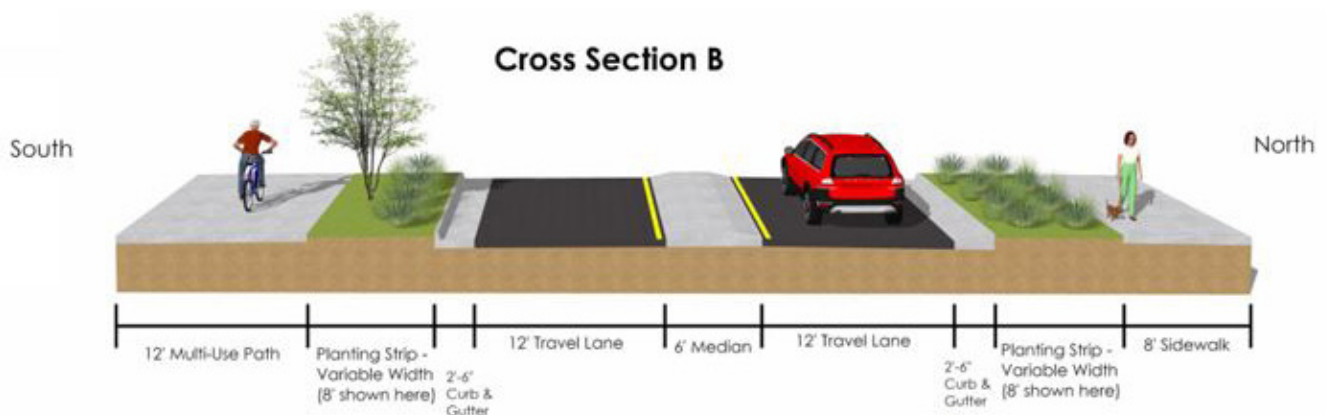 Cross Section B
South
North
12' Multi-Use Path
Planting Strip -
Variable Width
(8' shown here)
2'-6"
Curb &
Gutter
12' Travel Lane
6' Median
12' Travel Lane
2'-6"
Curb &
Gutter
Planting Strip -
Variable Width
(8' shown here)
8' Sidewalk